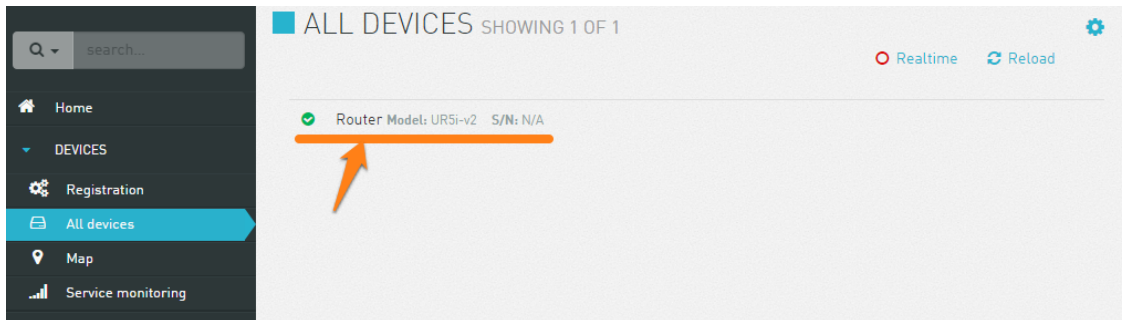 search...
Home
DEVICES
Registration
All devices
Map
Service monitoring
ALL DEVICES SHOWING 1 OF 1
Realtime Reload
Router Model: UR5i-v2 S/N: N/A